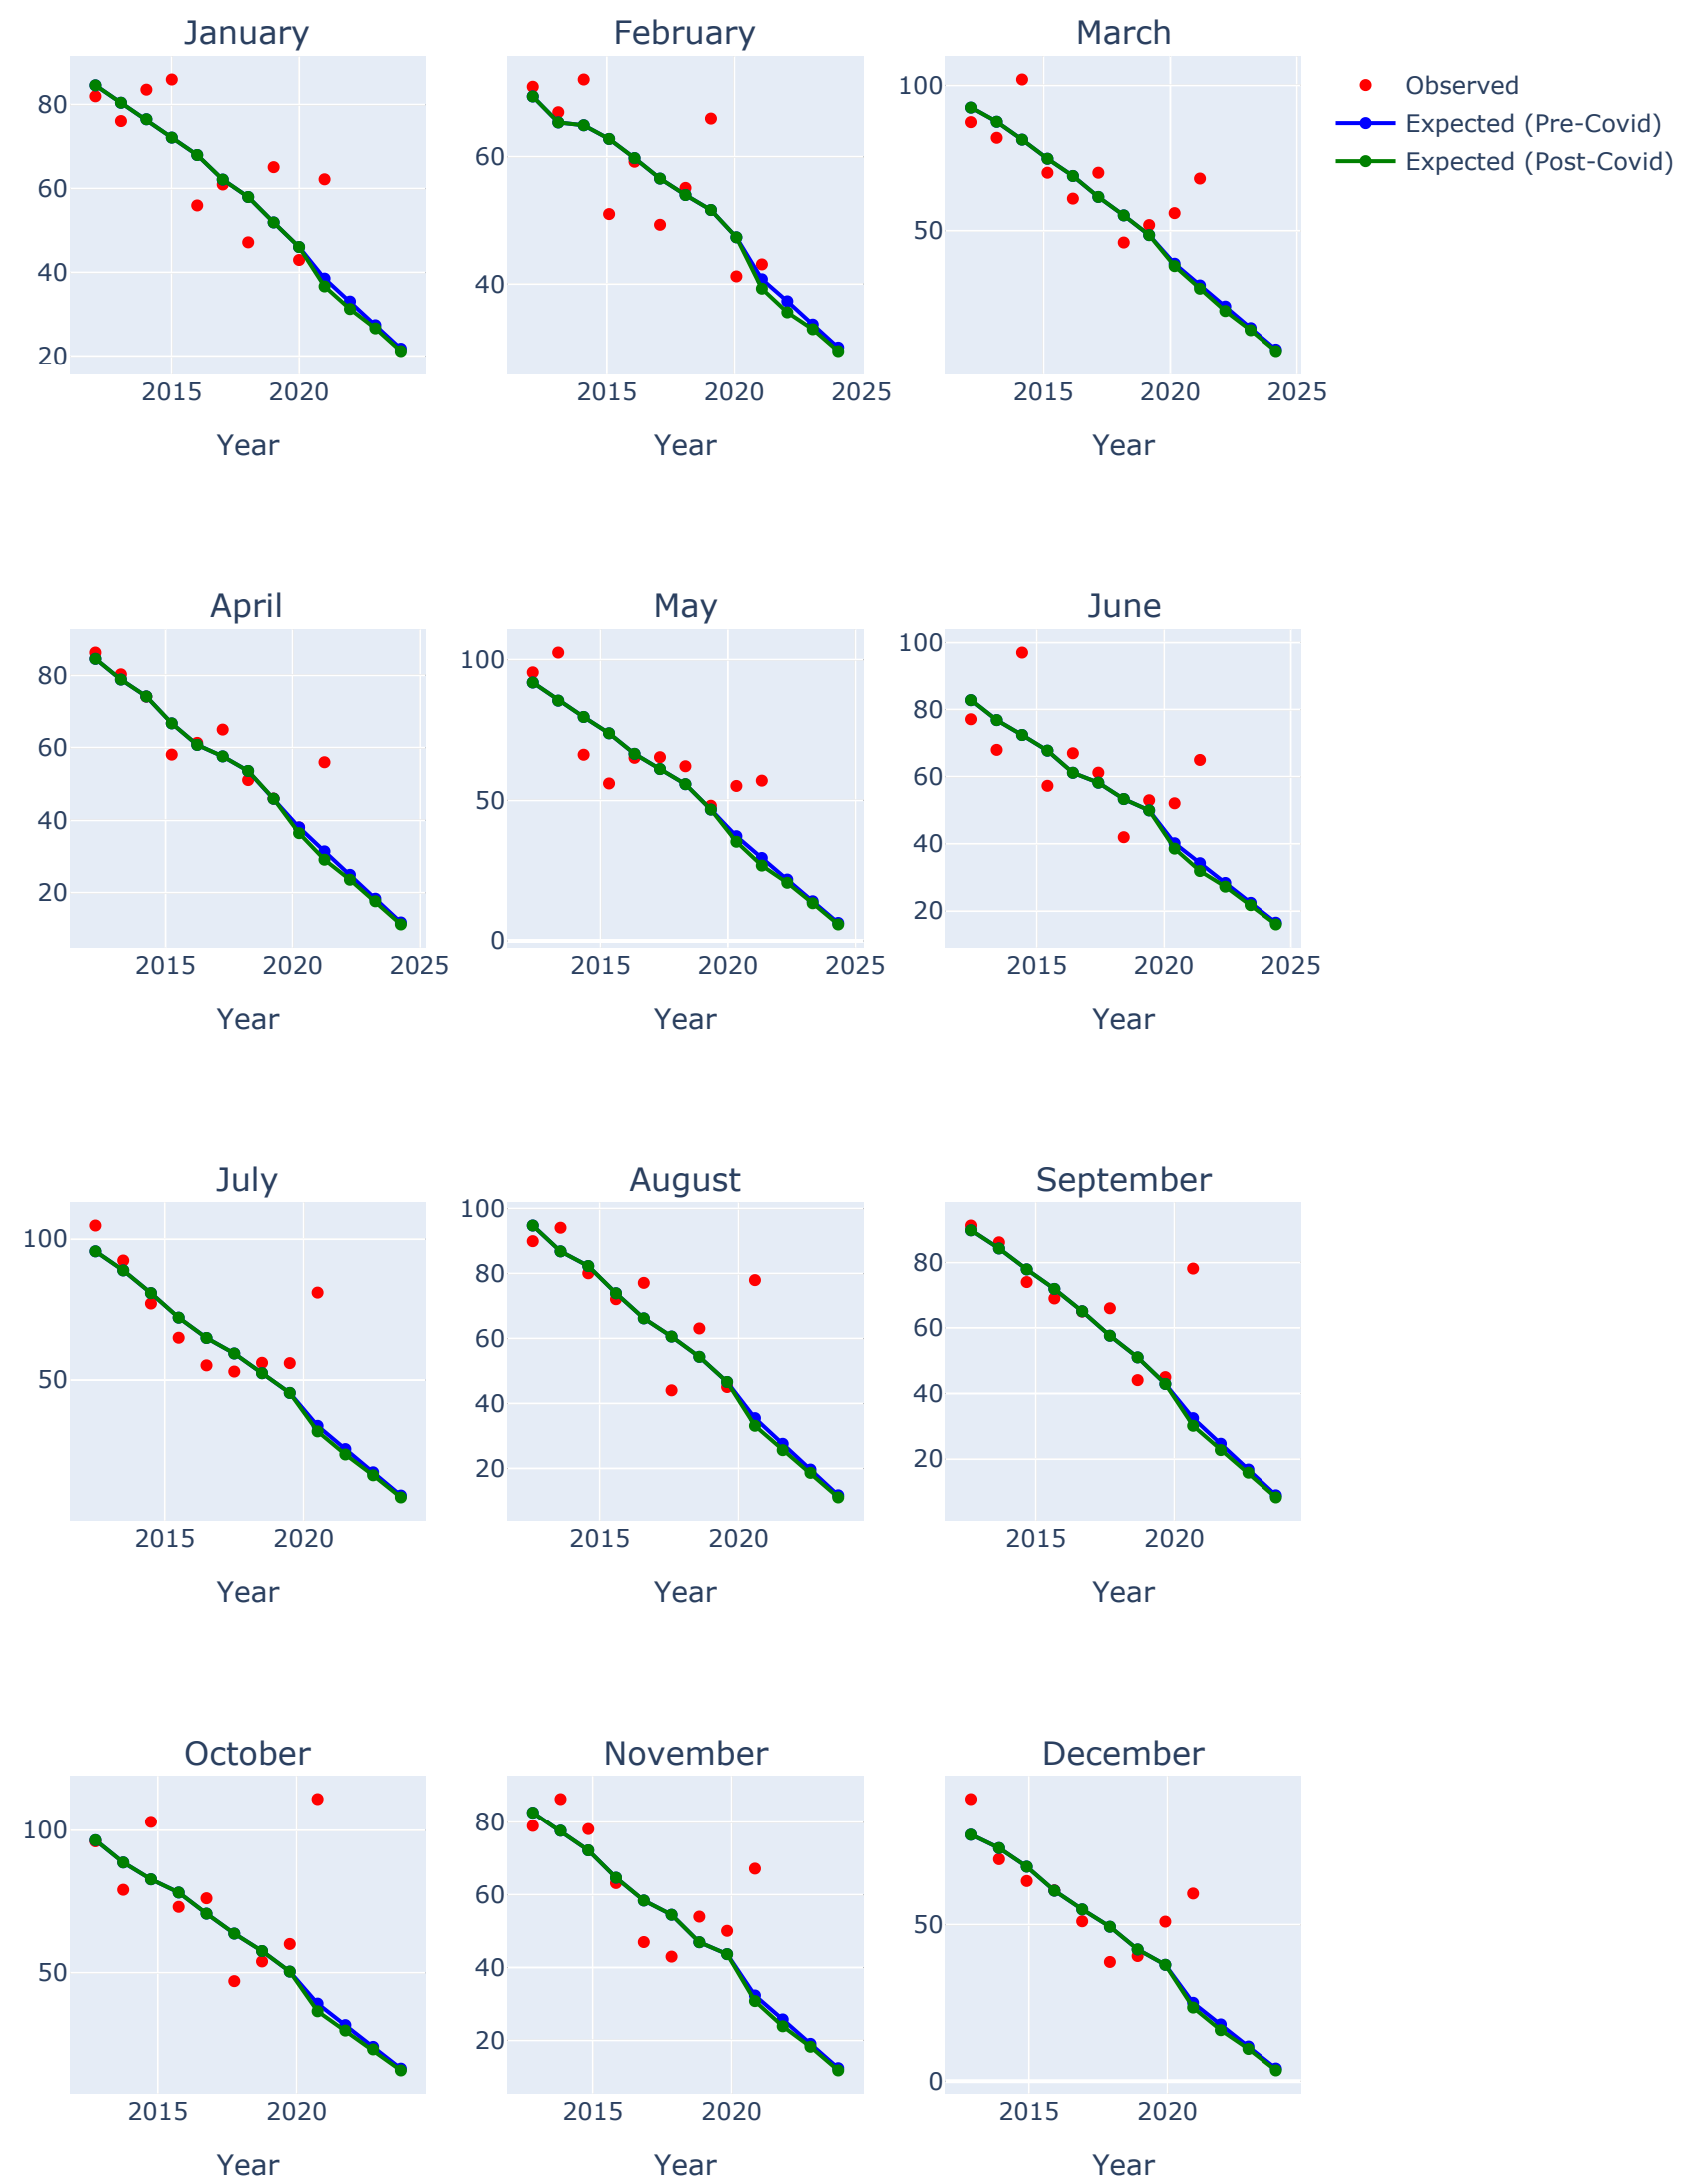 January
February
March
80
60
40
20
2015
2020
Year
60
40
2015
2020
2025
Year
100
50
2015
2020
2025
Year
Observed
Expected (Pre-Covid)
Expected (Post-Covid)
April
May
June
80
60
40
20
2015
2020
2025
Year
100
50
0
2015
2020
2025
Year
100
80
60
40
20
2015
2020
2025
Year
July
August
September
100
50
2015
2020
Year
100
80
60
40
20
2015
2020
Year
80
60
40
20
2015
2020
Year
October
November
December
100
50
2015
2020
Year
80
60
40
20
2015
2020
Year
50
0
2015
2020
Year